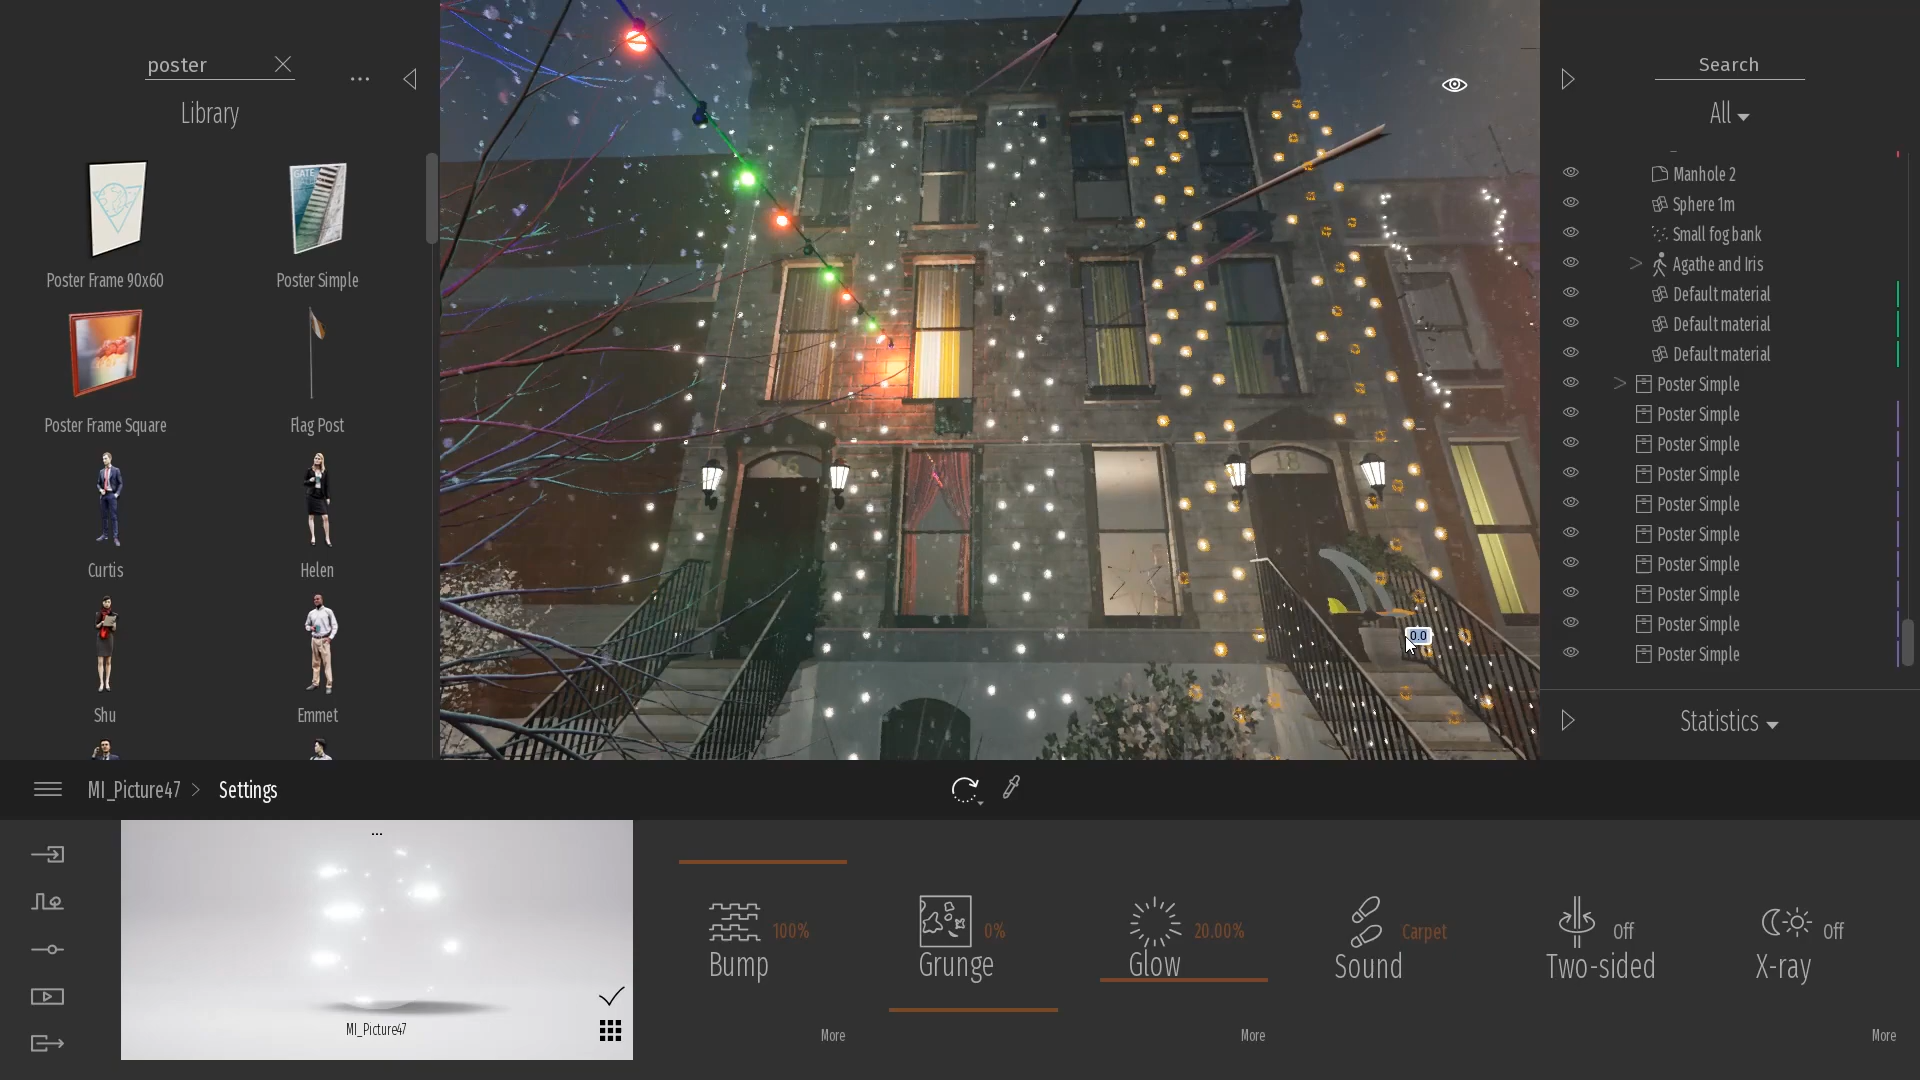 poster
...
Library
Poster Frame 90x60
Poster Simple
Poster Frame Square
Flag Post
Curtis
Helen
Shu
Emmet
GATE
16
18
0.0
Search
All
Manhole 2
Sphere 1m
Small fog bank
Agathe and Iris
Default material
Default material
Default material
Poster Simple
Poster Simple
Poster Simple
Poster Simple
Poster Simple
Poster Simple
Poster Simple
Poster Simple
Poster Simple
Poster Simple
Statistics
MI_Picture47 > Settings
...
MI_Picture47
Bump 100%
More
Grunge 0%
Glow 20.00%
More
Sound Carpet
Two-sided Off
X-ray Off
More